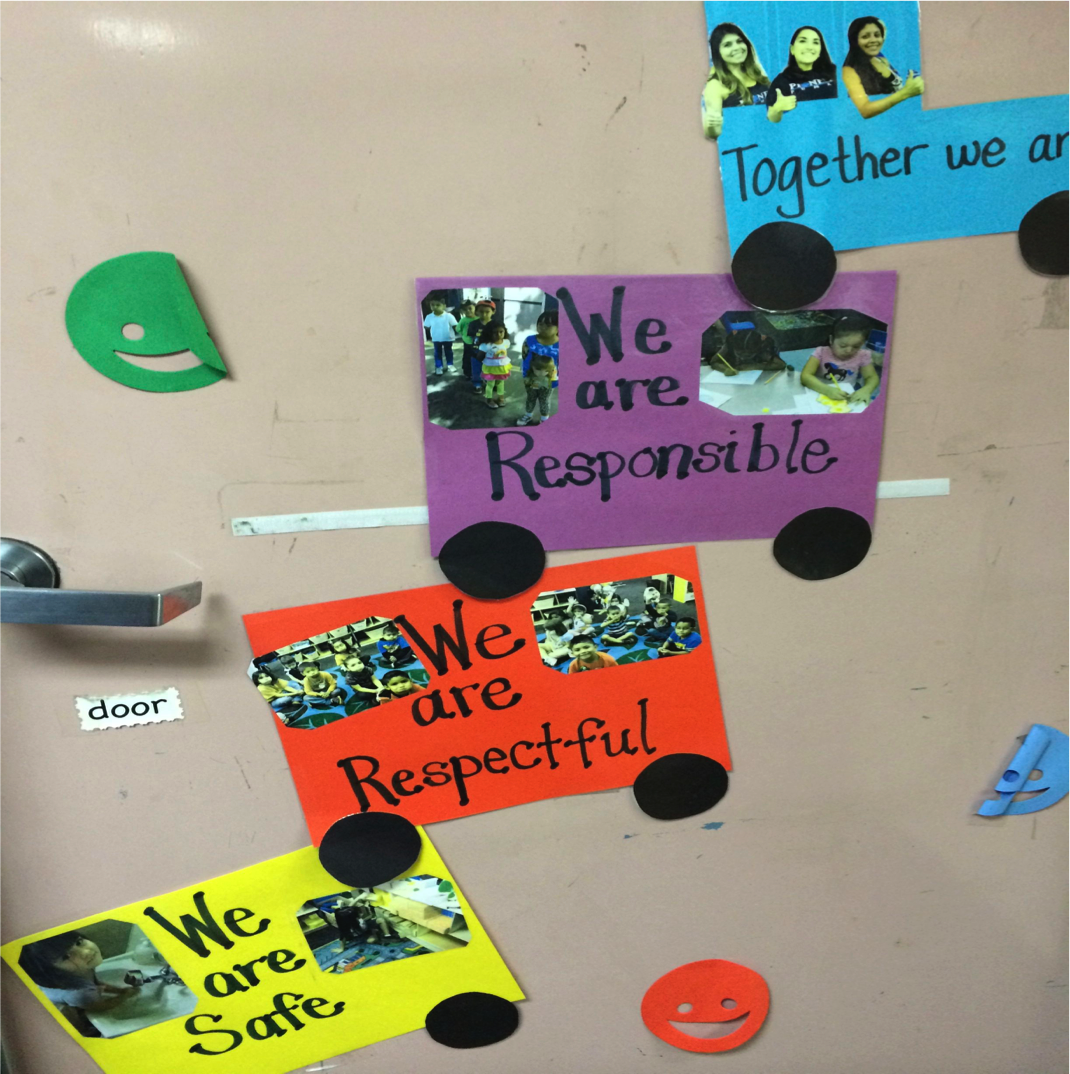 Together we ar
We
are
Responsible
We
are
Respectful
door
We
are
Safe